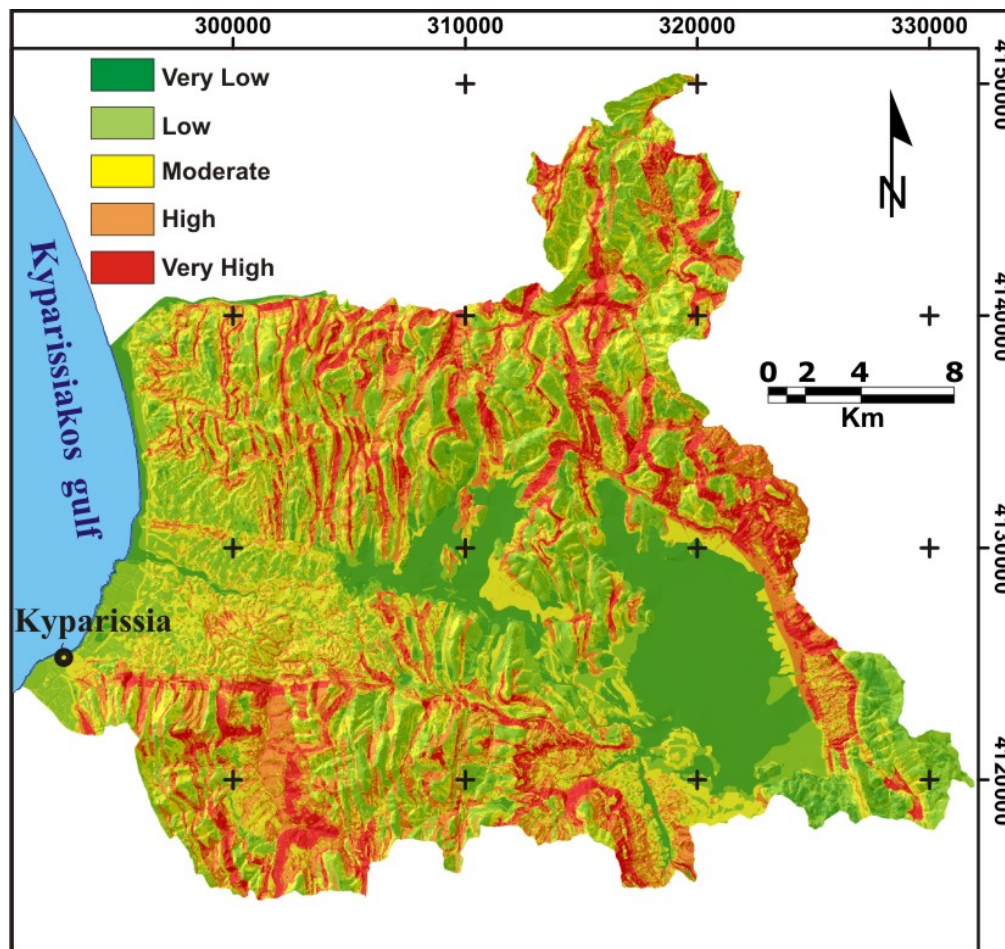 300000 310000 320000 330000
Very Low
Low
Moderate
High
Very High
4150000
N
Kyparissiakos gulf
4140000
0 2 4 8
Km
4130000
Kyparissia
4120000